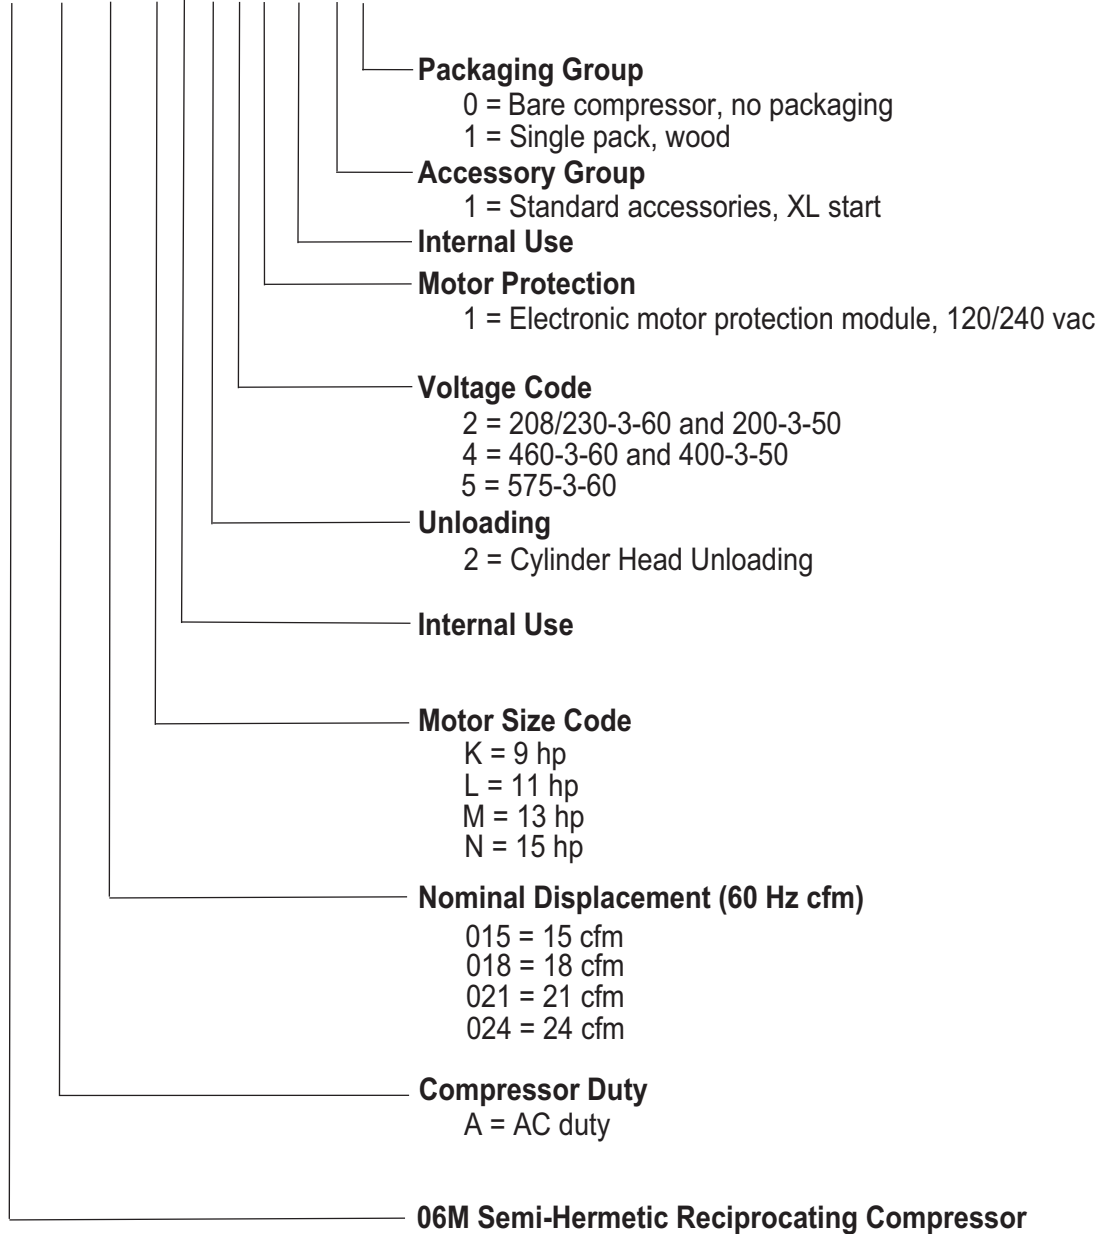 Packaging Group
0 = Bare compressor, no packaging
1 = Single pack, wood
Accessory Group
1 = Standard accessories, XL start
Internal Use
Motor Protection
1 = Electronic motor protection module, 120/240 vac
Voltage Code
2 = 208/230-3-60 and 200-3-50
4 = 460-3-60 and 400-3-50
5 = 575-3-60
Unloading
2 = Cylinder Head Unloading
Internal Use
Motor Size Code
K = 9 hp
L = 11 hp
M = 13 hp
N = 15 hp
Nominal Displacement (60 Hz cfm)
015 = 15 cfm
018 = 18 cfm
021 = 21 cfm
024 = 24 cfm
Compressor Duty
A = AC duty
06M Semi-Hermetic Reciprocating Compressor